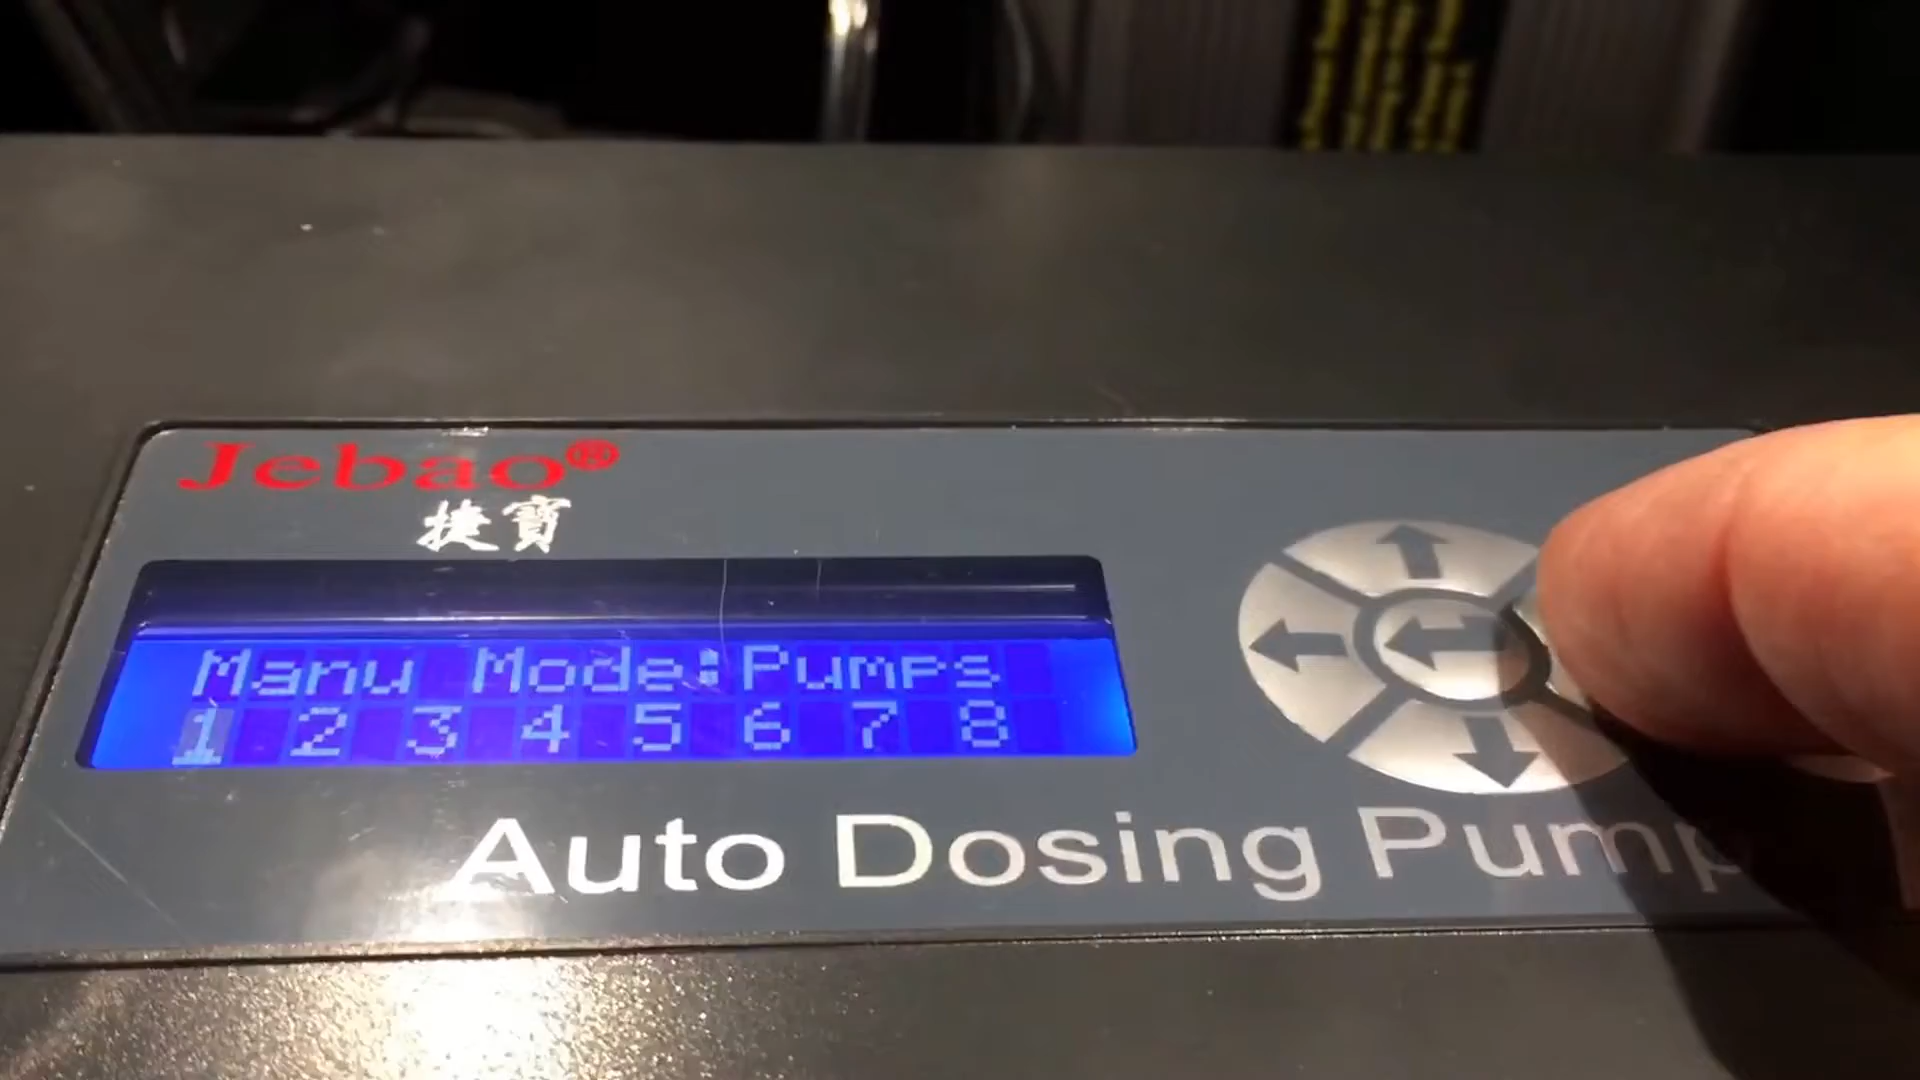 Jebao®
捷寶
Manu Mode:Pumps
1 2 3 4 5 6 7 8
Auto Dosing Pump